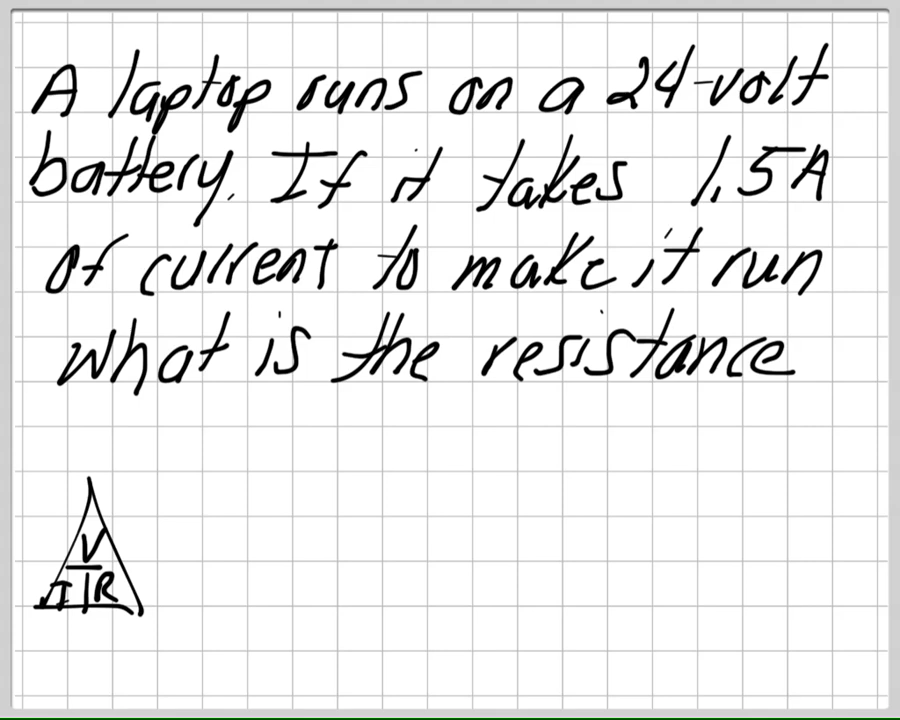 A laptop runs on a 24-volt
battery. If it takes 1.5A
of current to make it run
what is the resistance
V
I R